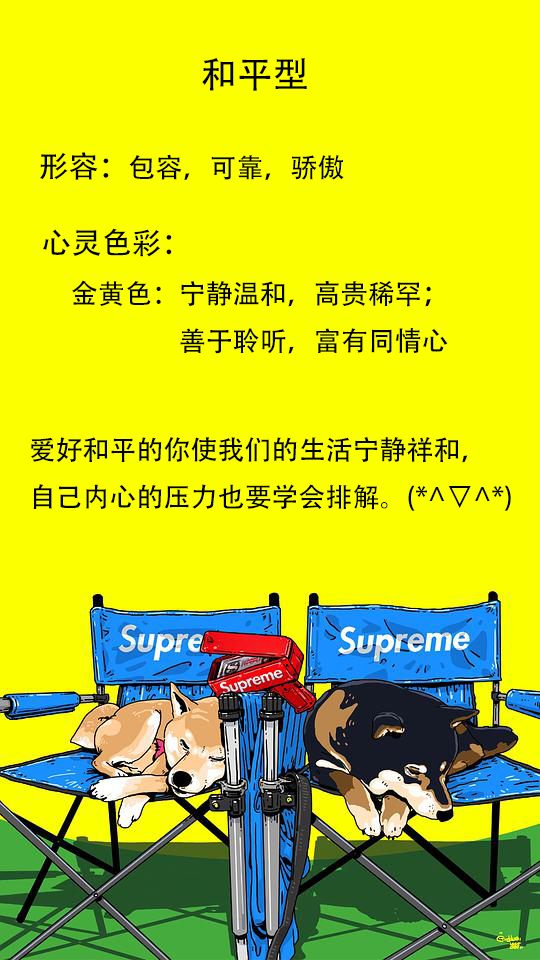 和平型
形容：包容，可靠，骄傲
心灵色彩：
金黄色：宁静温和，高贵稀罕；
善于聆听，富有同情心
爱好和平的你使我们的生活宁静祥和，
自己内心的压力也要学会排解。(*^▽^*)
Supre
Supreme
Supreme